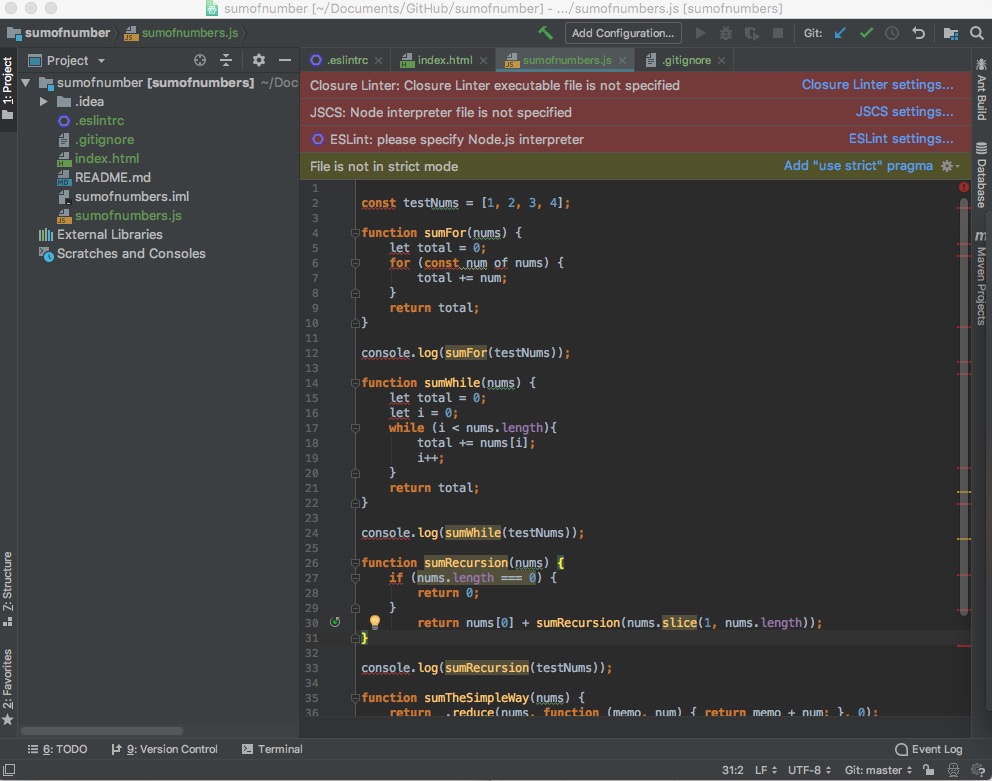 sumofnumber [~/Documents/GitHub/sumofnumber] - .../sumofnumbers.js [sumofnumbers]
sumofnumber sumofnumbers.js Add Configuration... Git:
1: Project
Project
sumofnumber [sumofnumbers] ~/Doc
.idea
.eslintrc
.gitignore
index.html
README.md
sumofnumbers.iml
sumofnumbers.js
External Libraries
Scratches and Consoles
Z: Structure
2: Favorites
.eslintrc index.html sumofnumbers.js .gitignore
Closure Linter: Closure Linter executable file is not specified Closure Linter settings...
JSCS: Node interpreter file is not specified JSCS settings...
ESLint: please specify Node.js interpreter ESLint settings...
File is not in strict mode Add "use strict" pragma
1
2 const testNums = [1, 2, 3, 4];
3
4 function sumFor(nums) {
5 let total = 0;
6 for (const num of nums) {
7 total += num;
8 }
9 return total;
10 }
11
12 console.log(sumFor(testNums));
13
14 function sumWhile(nums) {
15 let total = 0;
16 let i = 0;
17 while (i < nums.length){
18 total += nums[i];
19 i++;
20 }
21 return total;
22 }
23
24 console.log(sumWhile(testNums));
25
26 function sumRecursion(nums) {
27 if (nums.length === 0) {
28 return 0;
29 }
30 return nums[0] + sumRecursion(nums.slice(1, nums.length));
31 }
32
33 console.log(sumRecursion(testNums));
34
35 function sumTheSimpleWay(nums) {
36 return _.reduce(nums, function (memo, num) { return memo + num; }, 0);
Ant Build
Database
m
Maven Projects
6: TODO 9: Version Control Terminal Event Log
31:2 LF UTF-8 Git: master